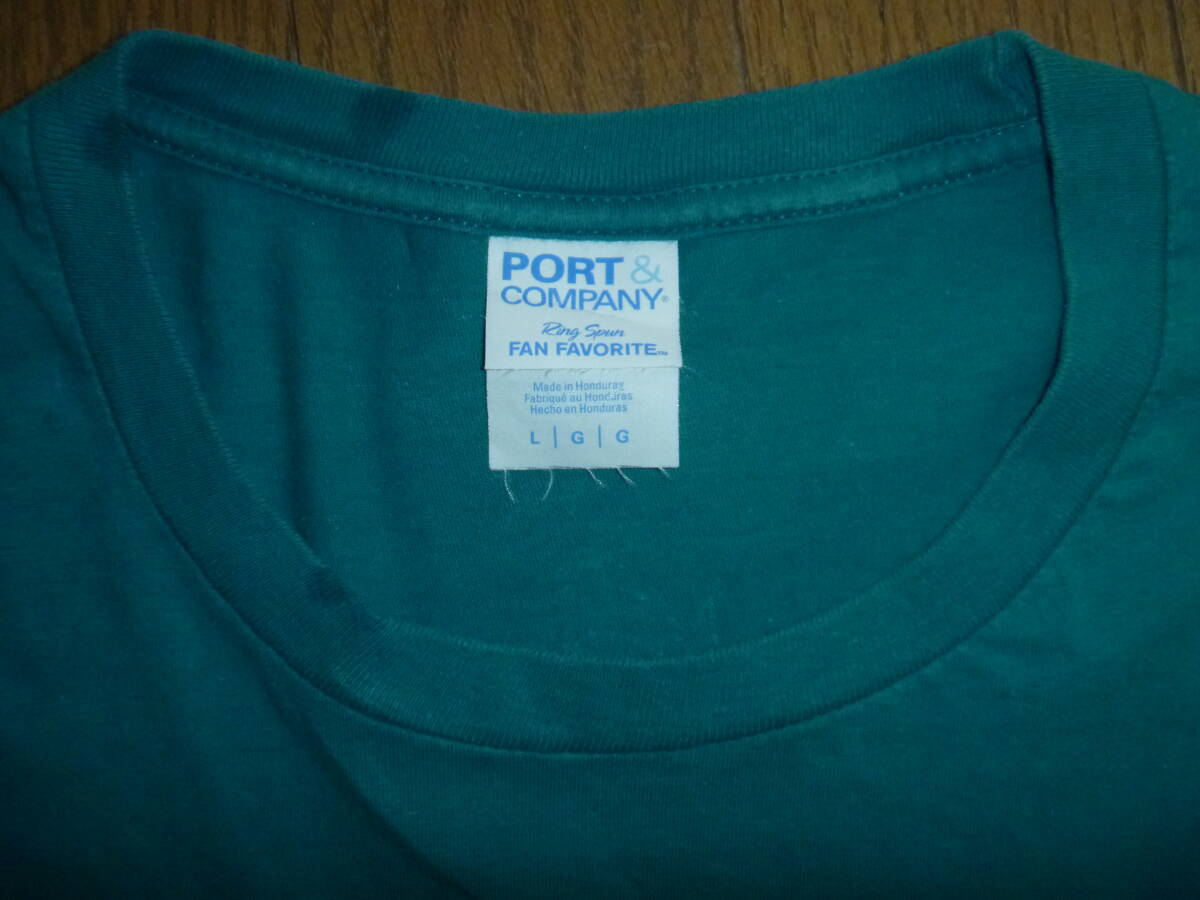 PORT &
COMPANY®
Ring Spun
FAN FAVORITE™
Made in Honduras
Fabriqué au Honduras
Hecho en Honduras
L | G | G